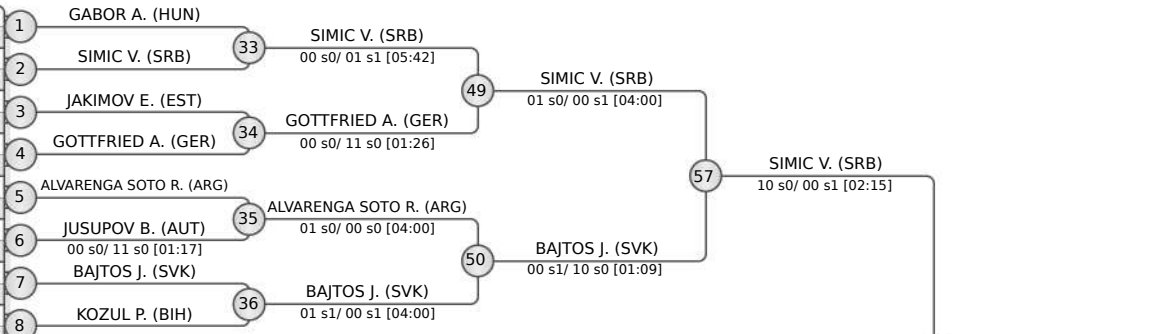 1
GABOR A. (HUN)
2
SIMIC V. (SRB)
33
SIMIC V. (SRB)
00 s0/ 01 s1 [05:42]
3
JAKIMOV E. (EST)
4
GOTTFRIED A. (GER)
34
GOTTFRIED A. (GER)
00 s0/ 11 s0 [01:26]
49
SIMIC V. (SRB)
01 s0/ 00 s1 [04:00]
5
ALVARENGA SOTO R. (ARG)
6
JUSUPOV B. (AUT)
00 s0/ 11 s0 [01:17]
35
ALVARENGA SOTO R. (ARG)
01 s0/ 00 s0 [04:00]
7
BAJTOS J. (SVK)
8
KOZUL P. (BIH)
36
BAJTOS J. (SVK)
01 s1/ 00 s1 [04:00]
50
BAJTOS J. (SVK)
00 s1/ 10 s0 [01:09]
57
SIMIC V. (SRB)
10 s0/ 00 s1 [02:15]